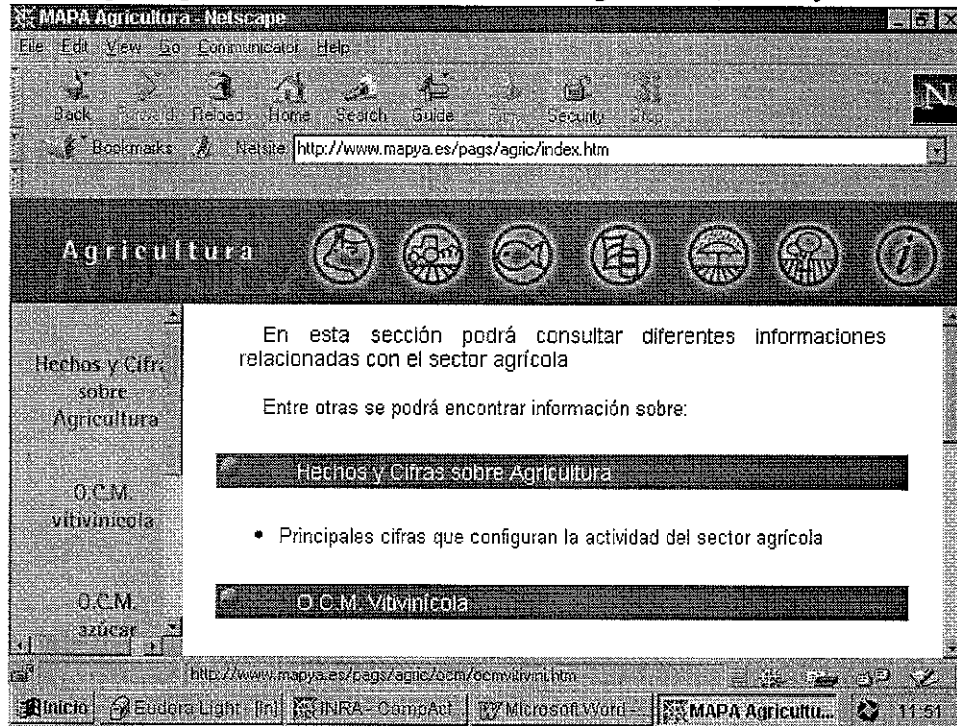 MAPA Agricultura - Netscape
File Edit View Go Communicator Help
Back Forward Reload Home Search Guide Security Stop
Bookmarks Netsite http://www.mapya.es/pags/agric/index.htm
N
Agricultura
Hechos y Cifra
sobre
Agricultura
O.C.M.
vitivinícola
O.C.M.
azúcar
En esta sección podrá consultar diferentes informaciones
relacionadas con el sector agrícola
Entre otras se podrá encontrar información sobre:
Hechos y Cifras sobre Agricultura
• Principales cifras que configuran la actividad del sector agrícola
O.C.M. Vitivinícola
http://www.mapya.es/pags/agric/ocm/ocmvitivini.htm
Inicio Eudora Light - [In] INRA - CompAct Microsoft Word - MAPA Agricultu... 11:51